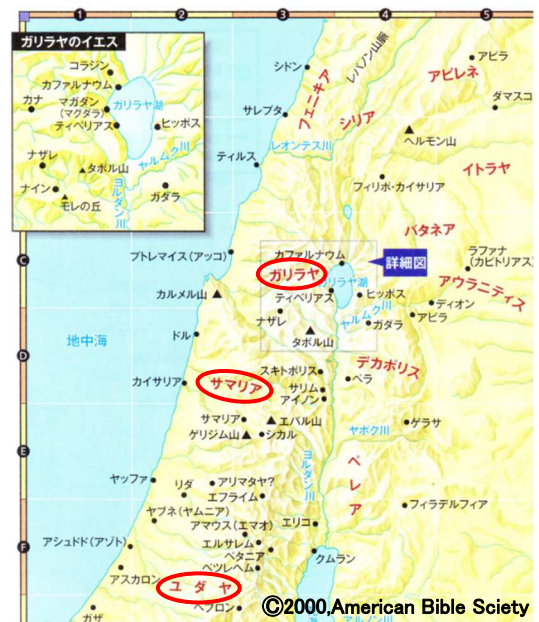 1
2
3
4
5
ガリラヤのイエス
コラジン
カファルナウム
カナ
マガダン
(マグダラ)
ガリラヤ湖
ティベリアス
ヒッポス
ヤルムク川
ナザレ
タボル山
ナイン
モレの丘
ヨルダン川
ガダラ
シドン
レバノン山脈
アビラ
アビレネ
ダマスコ
フェニキア
サレプタ
シリア
レオンテス川
ヘルモン山
ティルス
イトラヤ
フィリポ・カイサリア
バタネア
C
プトレマイス(アッコ)
カファルナウム
詳細図
ラファナ
(カピトリアス)
ガリラヤ
ガリラヤ湖
アウラニティス
カルメル山
ティベリアス
ヒッポス
ディオン
ナザレ
ヤルムク川
ガダラ
アビラ
地中海
ドル
タボル山
D
デカポリス
スキトポリス
ペラ
カイサリア
サマリア
サリム
アイノン
サマリア
エバル山
ゲラサ
ゲリジム山
シカル
ヤボク川
E
ヨルダン川
ペレア
ヤッファ
リダ
アリマタヤ?
エフライム
フィラデルフィア
ヤブネ(ヤムニア)
アマウス(エマオ)
エリコ
F
アシュドド(アゾト)
エルサレム
ベタニア
クムラン
ベツレヘム
アスカロン
ユダヤ
ヘブロン
ガザ
アルノン川
©2000,American Bible Sciety